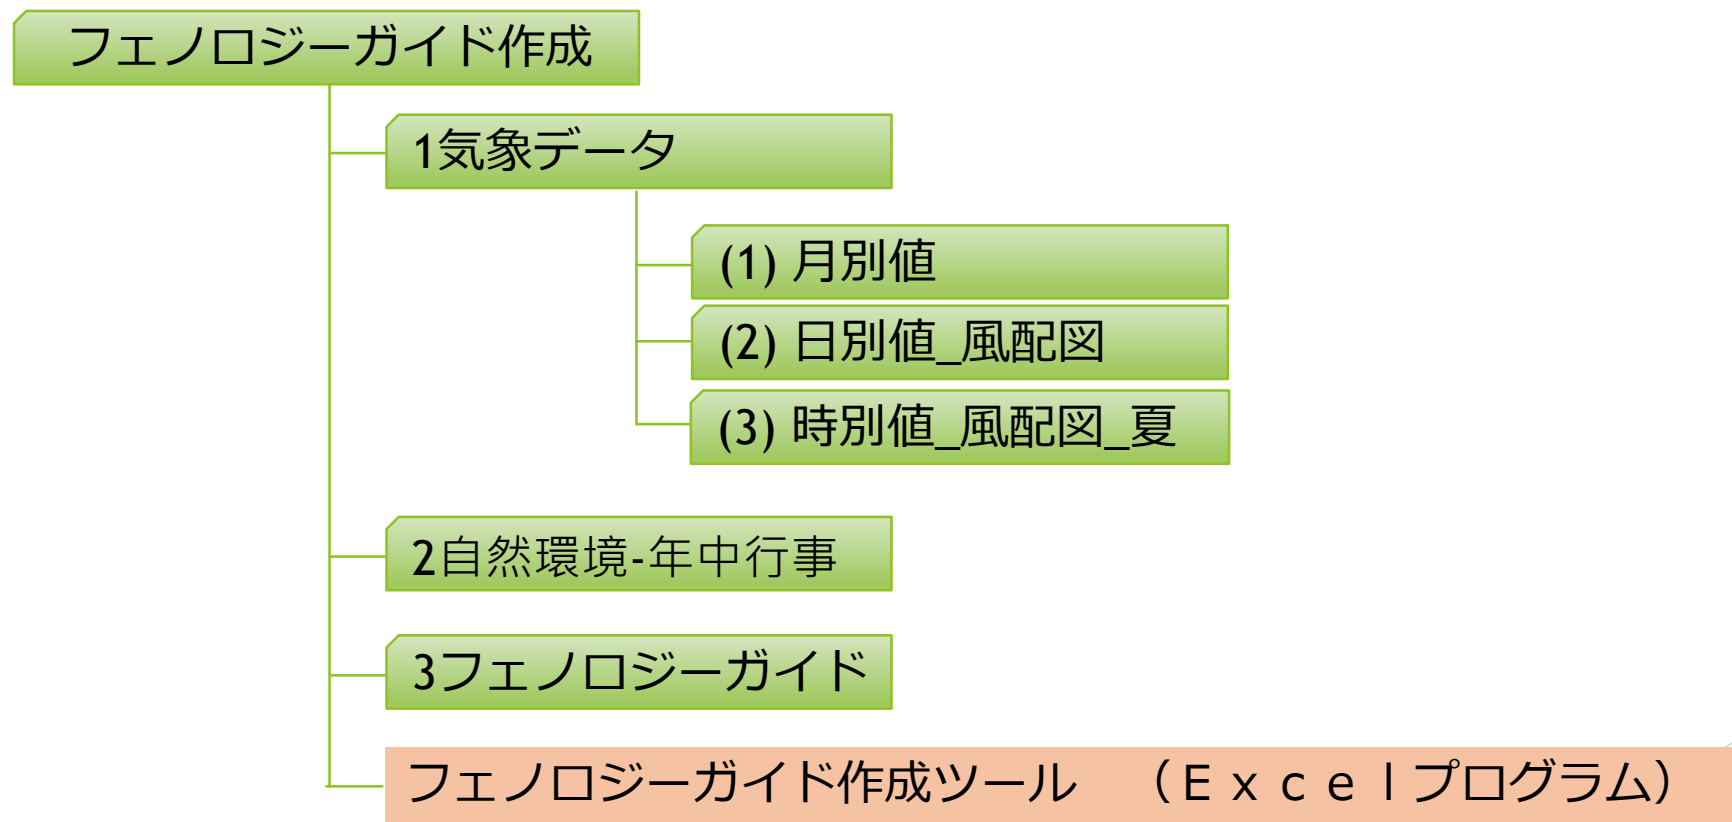 フェノロジーガイド作成
1気象データ
(1) 月別値
(2) 日別値_風配図
(3) 時別値_風配図_夏
2自然環境-年中行事
3フェノロジーガイド
フェノロジーガイド作成ツール　（Ｅｘｃｅｌプログラム）